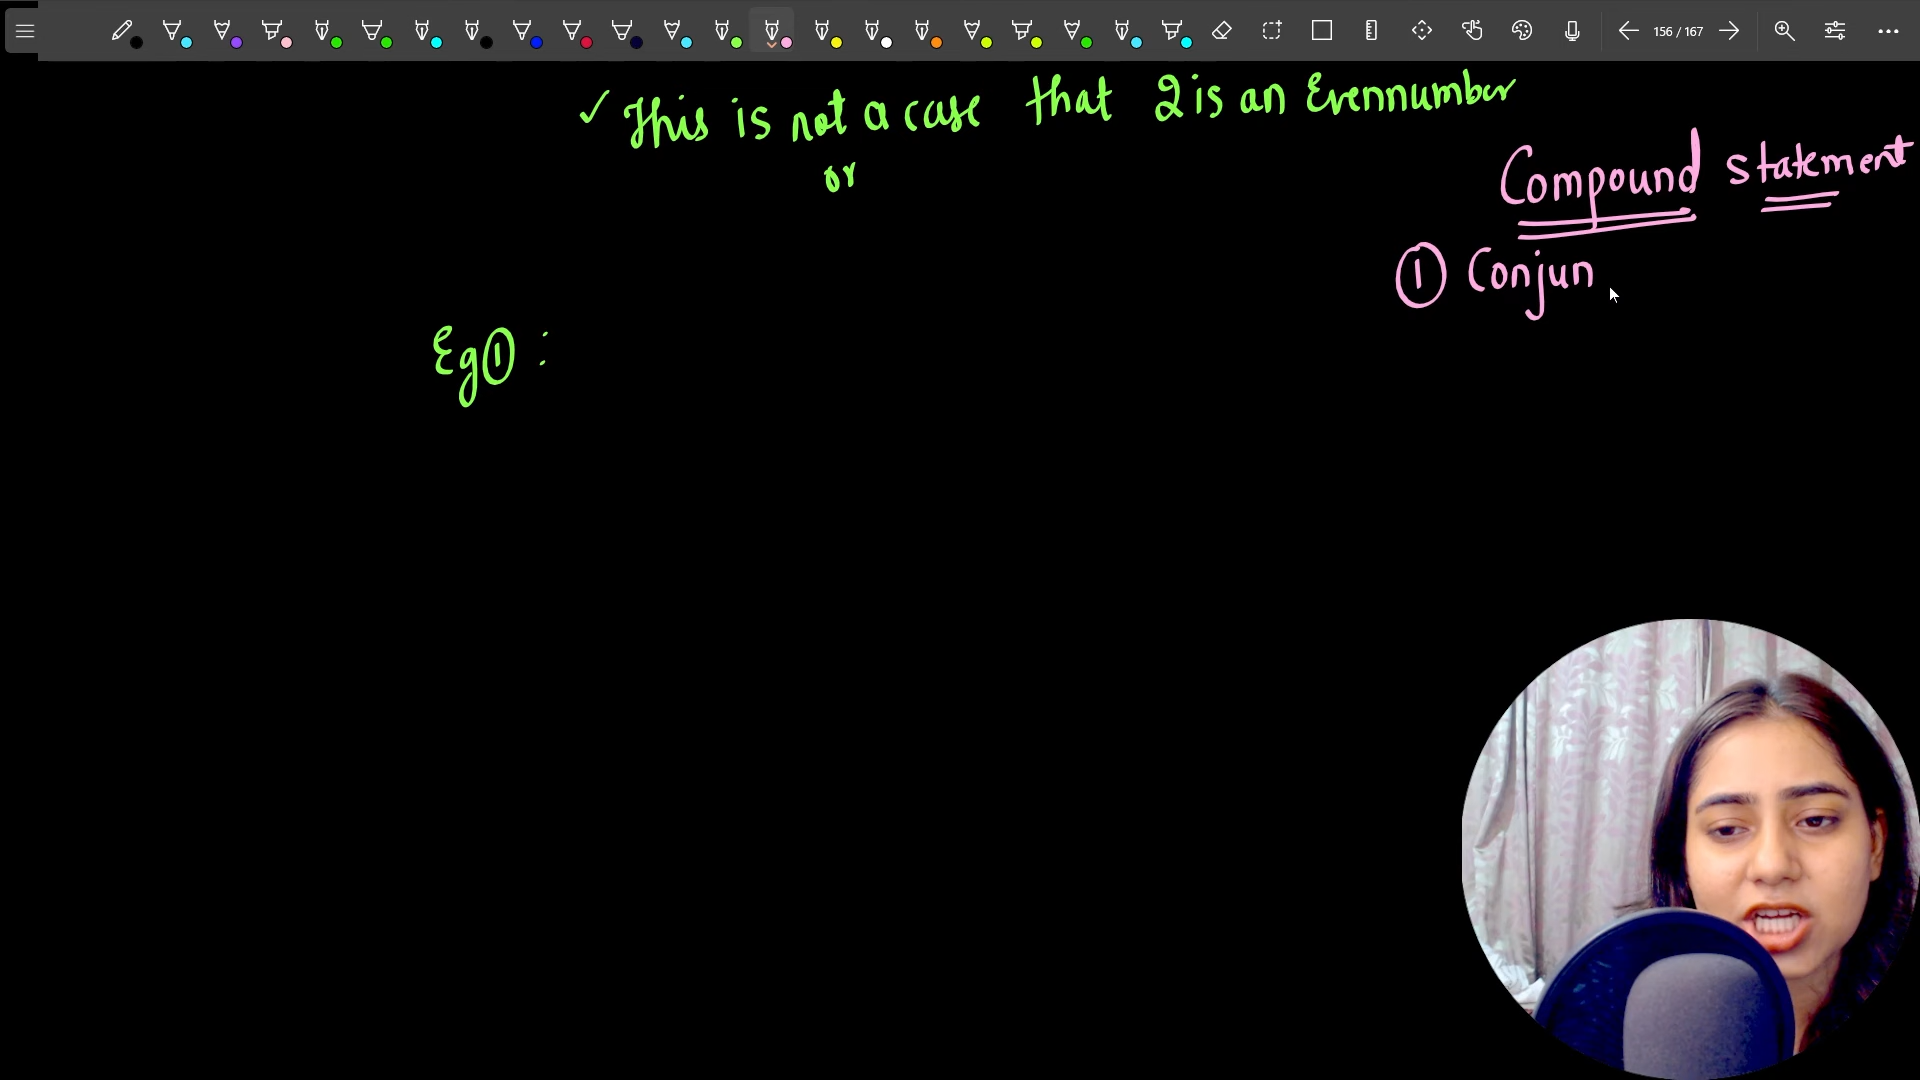 156 / 167
✓ This is not a case that 2 is an Evennumber
or
Compound statement
① Conjun
Eg① :